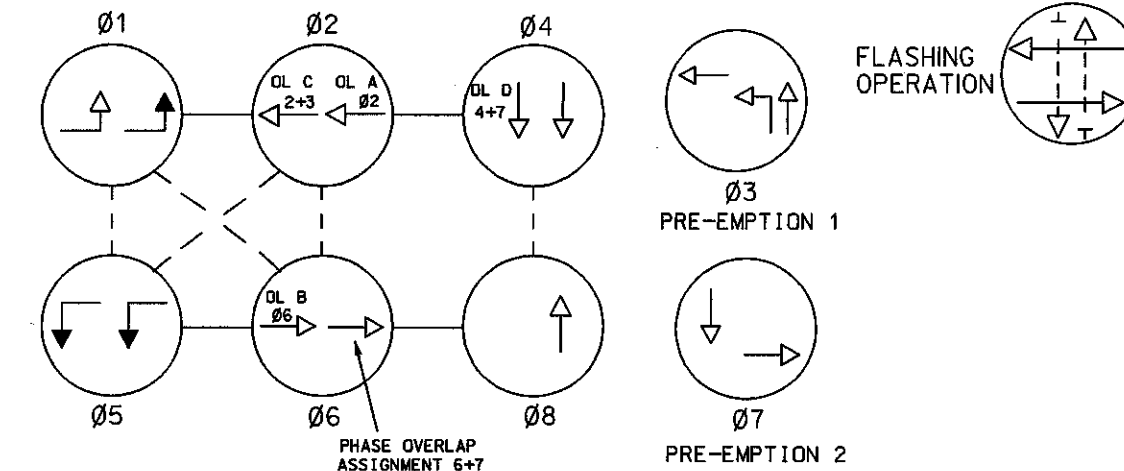 Ø1
Ø2
Ø4
OL C
2+3
OL A
Ø2
OL D
4+7
Ø3
PRE-EMPTION 1
FLASHING
OPERATION
OL B
Ø6
Ø5
Ø6
Ø8
PHASE OVERLAP
ASSIGNMENT 6+7
Ø7
PRE-EMPTION 2